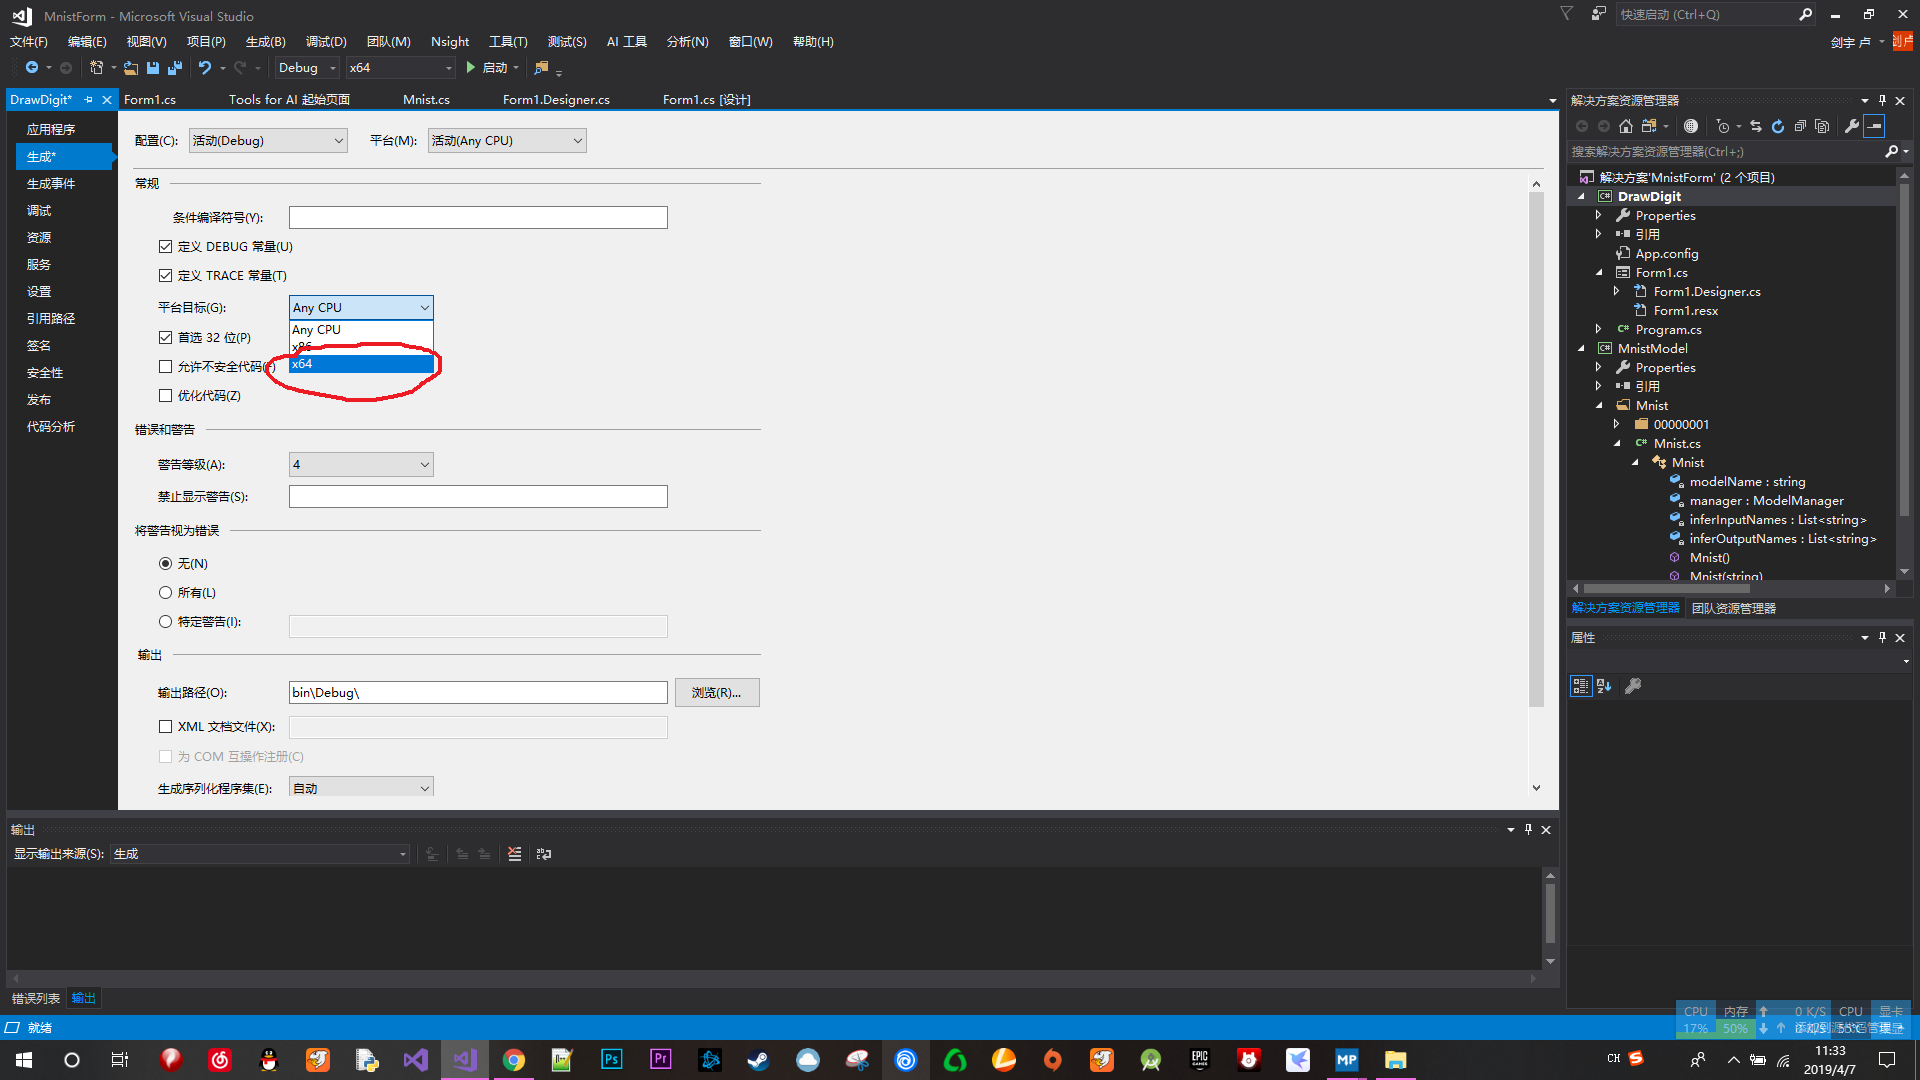 MnistForm - Microsoft Visual Studio
快速启动 (Ctrl+Q)
文件(F) 编辑(E) 视图(V) 项目(P) 生成(B) 调试(D) 团队(M) Nsight 工具(T) 测试(S) AI 工具 分析(N) 窗口(W) 帮助(H)
剑宇 卢
剑卢
Debug x64 启动
DrawDigit* Form1.cs Tools for AI 起始页面 Mnist.cs Form1.Designer.cs Form1.cs [设计]
应用程序
生成*
生成事件
调试
资源
服务
设置
引用路径
签名
安全性
发布
代码分析
配置(C): 活动(Debug) 平台(M): 活动(Any CPU)
常规
条件编译符号(Y):
定义 DEBUG 常量(U)
定义 TRACE 常量(T)
平台目标(G): Any CPU
Any CPU
x86
x64
首选 32 位(P)
允许不安全代码(F)
优化代码(Z)
错误和警告
警告等级(A): 4
禁止显示警告(S):
将警告视为错误
无(N)
所有(L)
特定警告(I):
输出
输出路径(O): bin\Debug\ 浏览(R)...
XML 文档文件(X):
为 COM 互操作注册(C)
生成序列化程序集(E): 自动
输出
显示输出来源(S): 生成
错误列表 输出
就绪
解决方案资源管理器
搜索解决方案资源管理器(Ctrl+;)
解决方案'MnistForm' (2 个项目)
DrawDigit
Properties
引用
App.config
Form1.cs
Form1.Designer.cs
Form1.resx
Program.cs
MnistModel
Properties
引用
Mnist
00000001
Mnist.cs
Mnist
modelName : string
manager : ModelManager
inferInputNames : List<string>
inferOutputNames : List<string>
Mnist()
Mnist(string)
解决方案资源管理器 团队资源管理器
属性
CPU 内存 0 K/S CPU 显卡
17% 50% 55°C
CH
11:33
2019/4/7
Ps
Pr
EPIC GAMES
MP